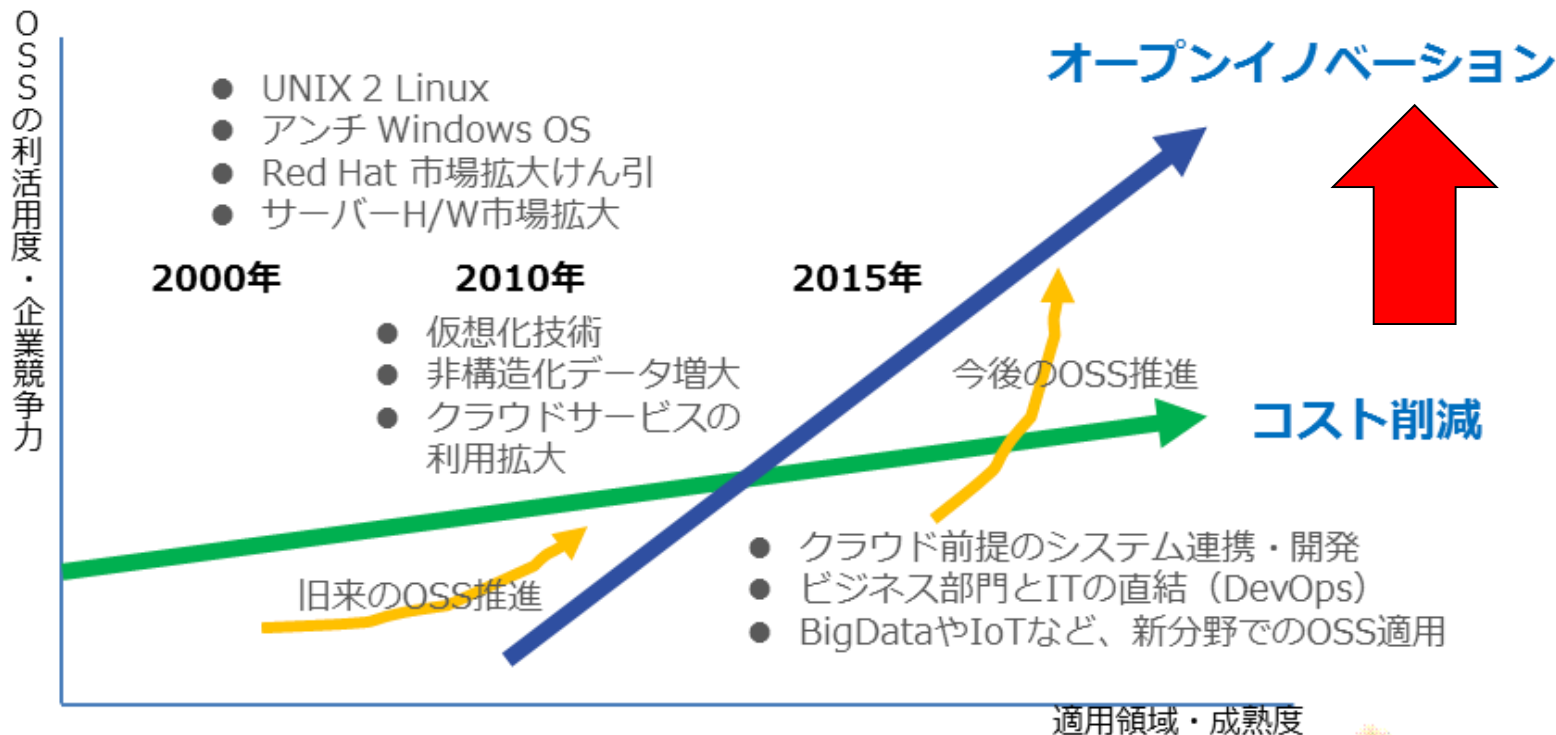 OSSの利活用度・企業競争力
オープンイノベーション
● UNIX 2 Linux
● アンチ Windows OS
● Red Hat 市場拡大けん引
● サーバーH/W市場拡大
2000年
2010年
2015年
● 仮想化技術
● 非構造化データ増大
● クラウドサービスの
利用拡大
今後のOSS推進
コスト削減
旧来のOSS推進
● クラウド前提のシステム連携・開発
● ビジネス部門とITの直結（DevOps）
● BigDataやIoTなど、新分野でのOSS適用
適用領域・成熟度